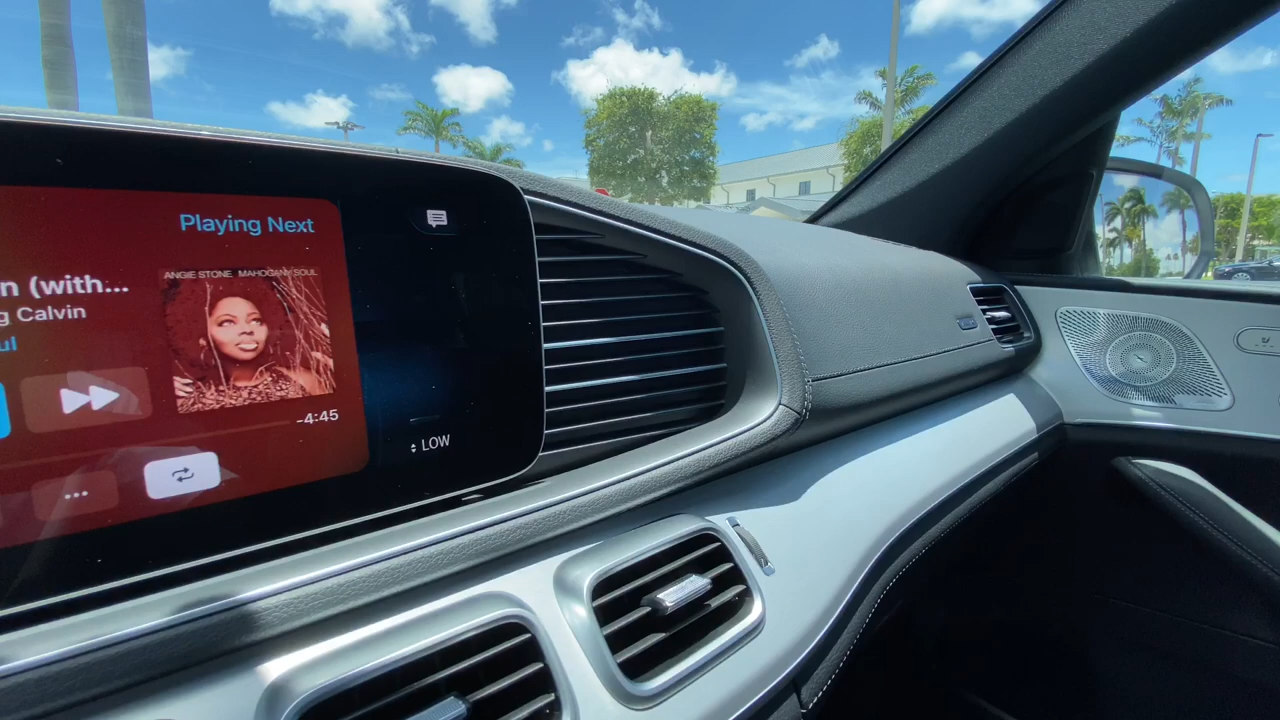 Playing Next
n (with...
g Calvin
ul
ANGIE STONE MAHOGANY SOUL
-4:45
LOW